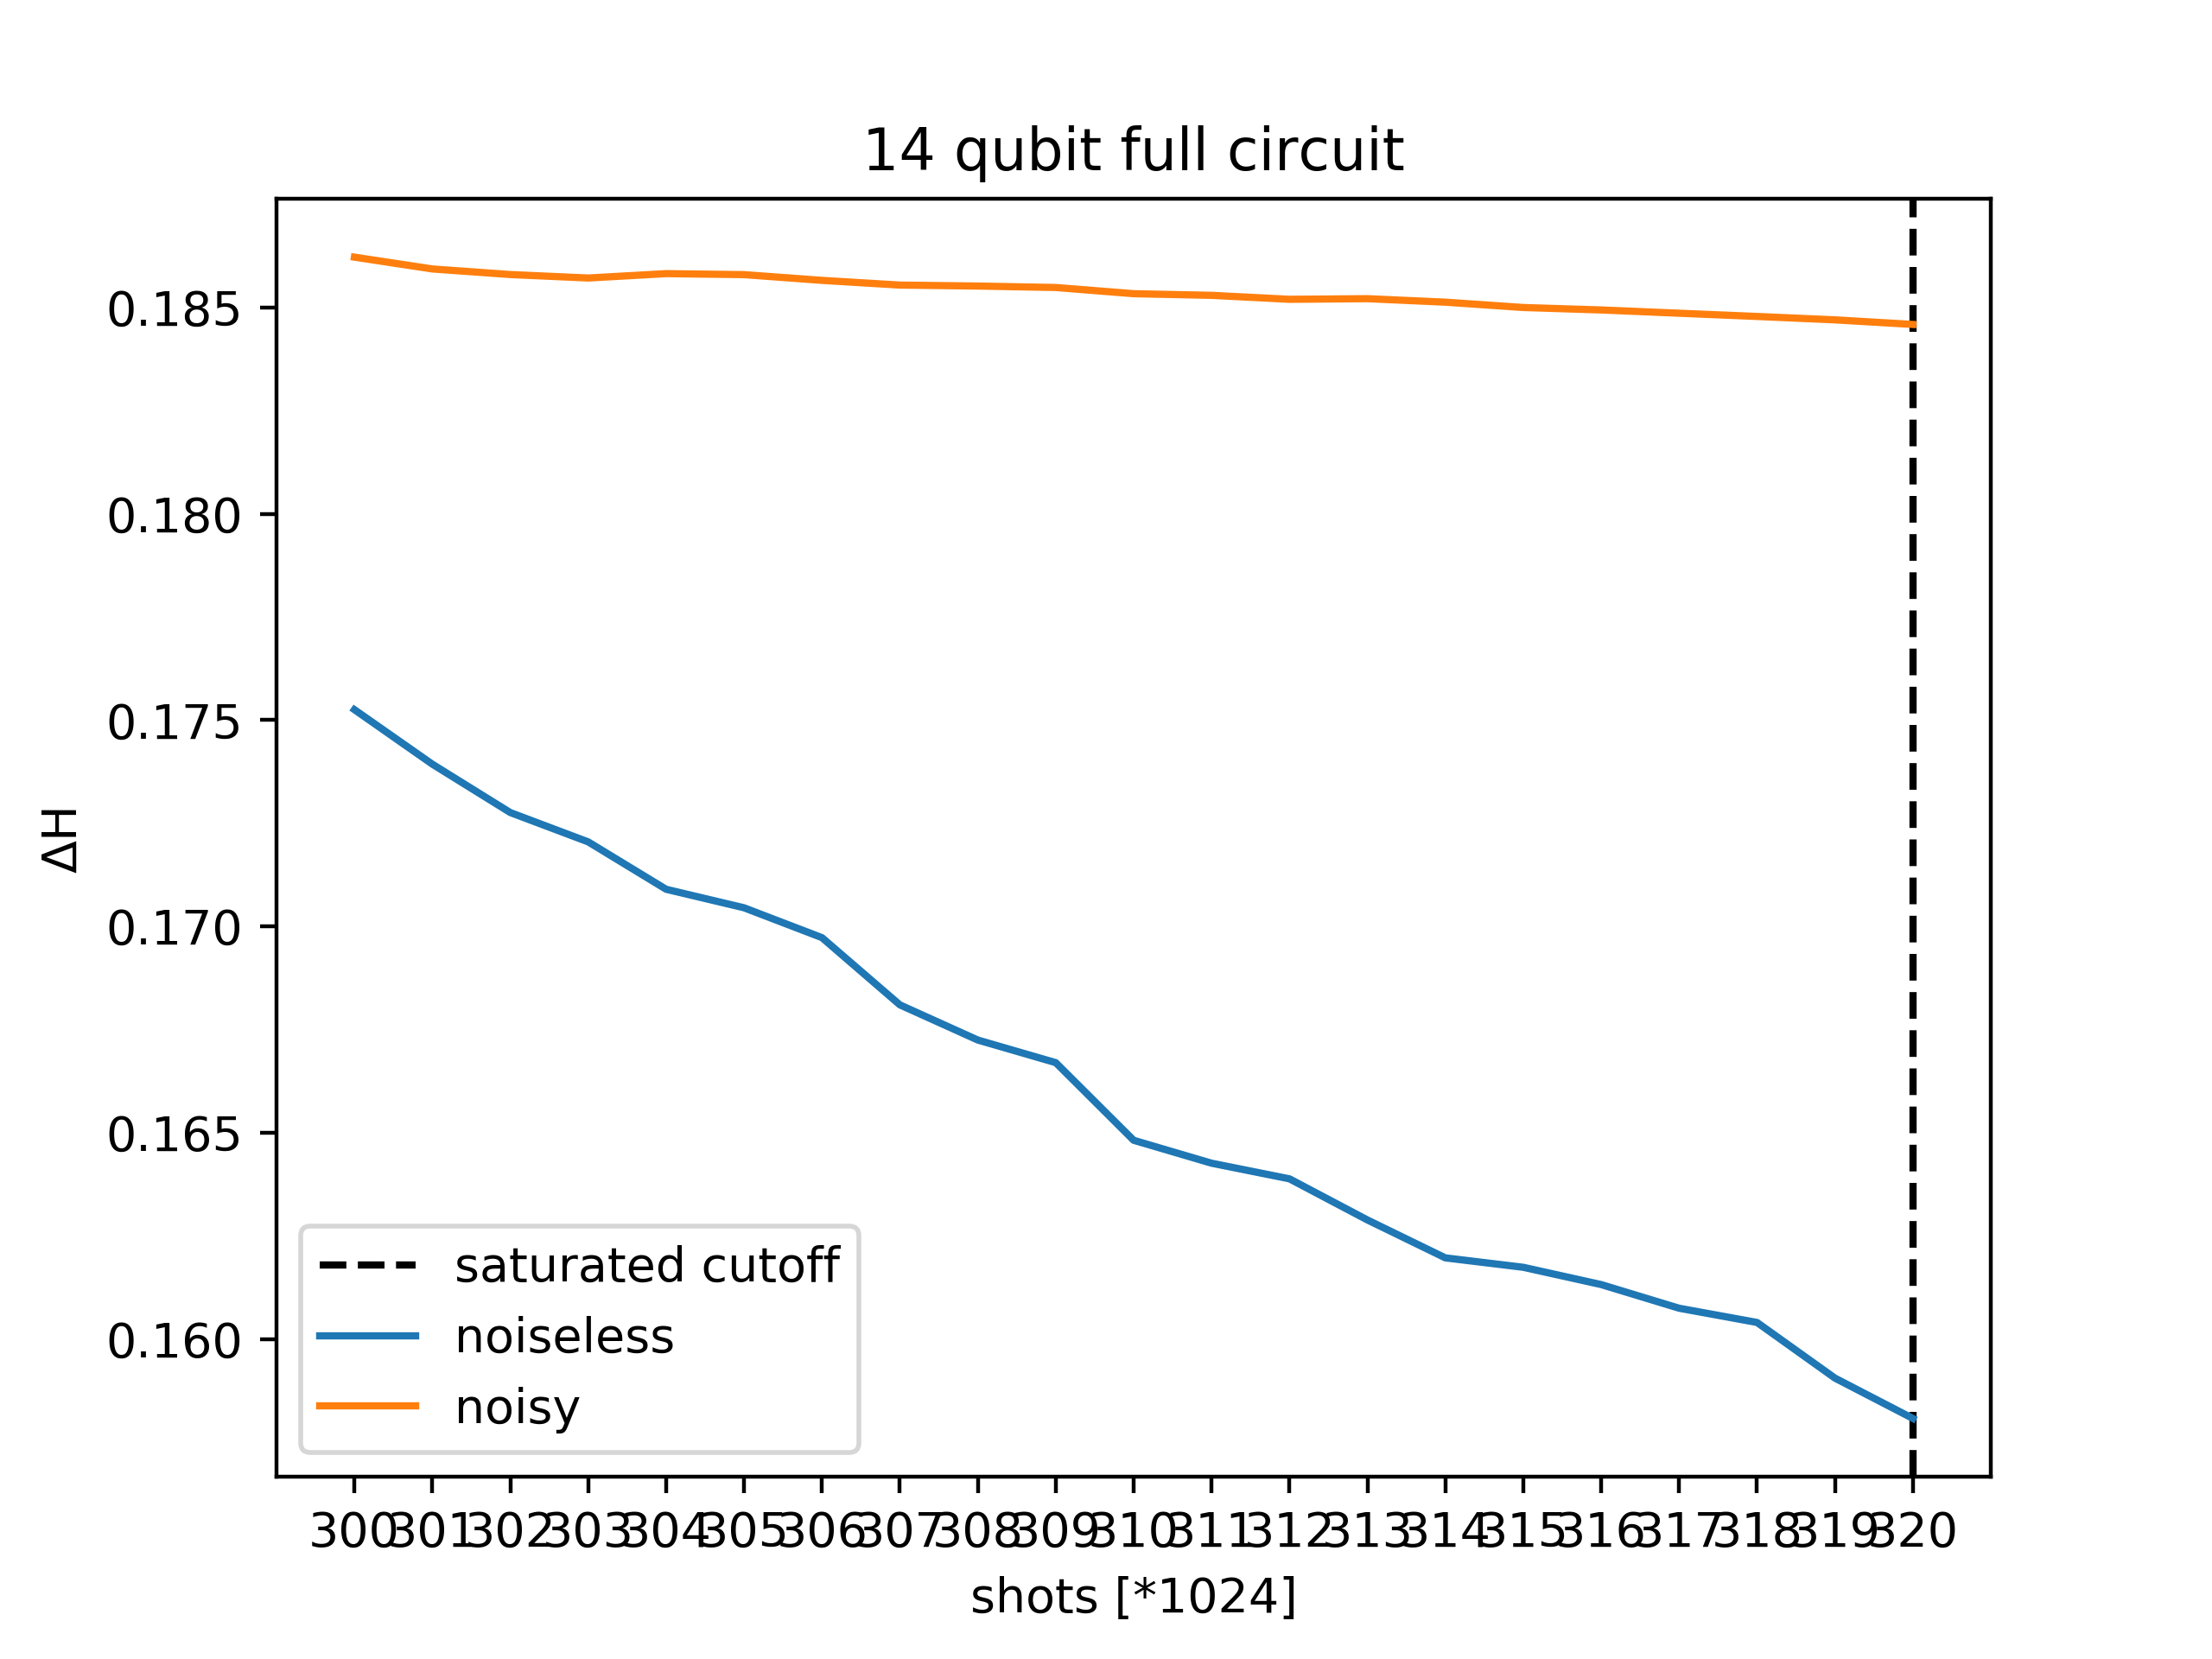 14 qubit full circuit
ΔH
0.185
0.180
0.175
0.170
0.165
0.160
saturated cutoff
noiseless
noisy
300 301 302 303 304 305 306 307 308 309 310 311 312 313 314 315 316 317 318 319 320
shots [*1024]